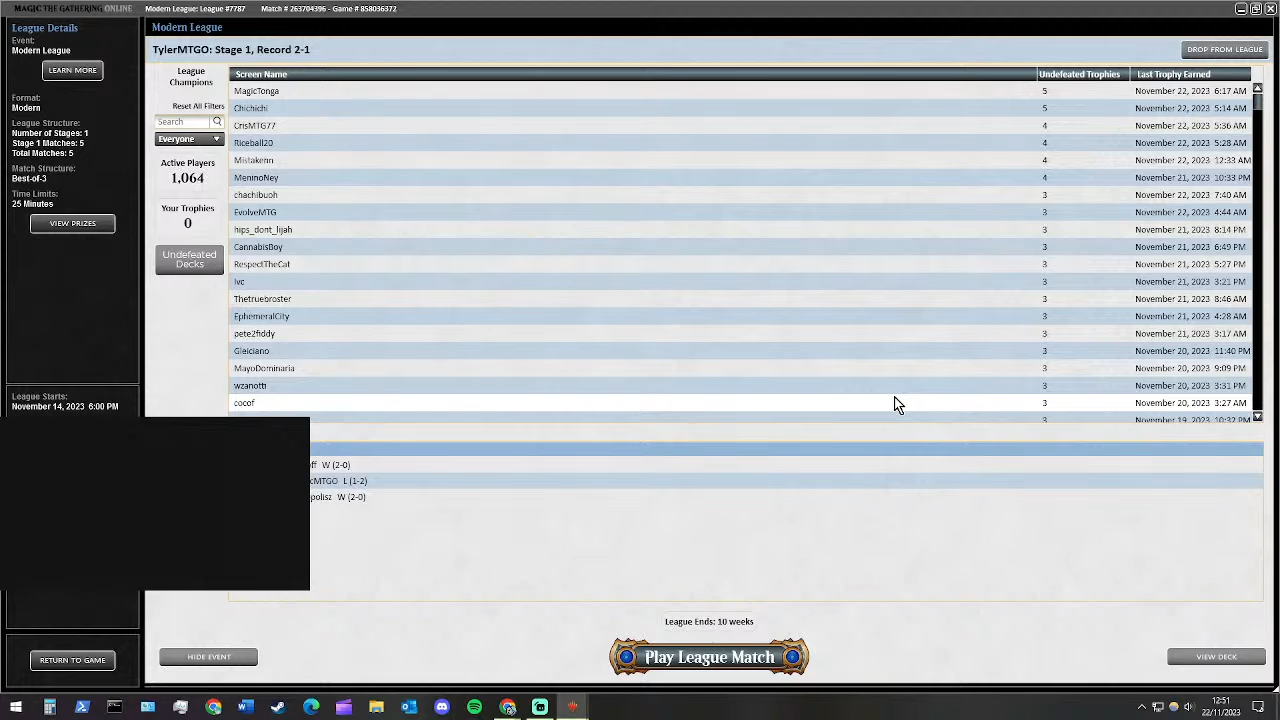 MAGIC THE GATHERING ONLINE Modern League: League #7787 Match # 263704396 - Game # 858036372
League Details
Event:
Modern League
LEARN MORE
Format:
Modern
League Structure:
Number of Stages: 1
Stage 1 Matches: 5
Total Matches: 5
Match Structure:
Best-of-3
Time Limits:
25 Minutes
VIEW PRIZES
League Starts:
November 14, 2023 6:00 PM
RETURN TO GAME
Modern League
TylerMTGO: Stage 1, Record 2-1
DROP FROM LEAGUE
League
Champions
Reset All Filters
Search
Everyone
Active Players
1,064
Your Trophies
0
Undefeated
Decks
Screen Name Undefeated Trophies Last Trophy Earned
MagicTonga 5 November 22, 2023 6:17 AM
Chichichi 5 November 22, 2023 5:14 AM
CrisMTG77 4 November 22, 2023 5:36 AM
Riceball20 4 November 22, 2023 5:28 AM
Mistakenn 4 November 22, 2023 12:33 AM
MeninoNey 4 November 21, 2023 10:33 PM
chachibuoh 3 November 22, 2023 7:40 AM
EvolveMTG 3 November 22, 2023 4:44 AM
hips_dont_lijah 3 November 21, 2023 8:14 PM
CannabisBoy 3 November 21, 2023 6:49 PM
RespectTheCat 3 November 21, 2023 5:27 PM
3 November 21, 2023 3:21 PM
Thetruebroster 3 November 21, 2023 8:46 AM
EphemeralCity 3 November 21, 2023 4:28 AM
pete2fiddy 3 November 21, 2023 3:17 AM
Gleiciano 3 November 20, 2023 11:40 PM
MayoDominaria 3 November 20, 2023 9:09 PM
wzanotti 3 November 20, 2023 3:31 PM
cocof 3 November 20, 2023 3:27 AM
3 November 19, 2023 10:32 PM
ff W (2-0)
cMTGO L (1-2)
polisz W (2-0)
League Ends: 10 weeks
HIDE EVENT
Play League Match
VIEW DECK
12:51
22/11/2023